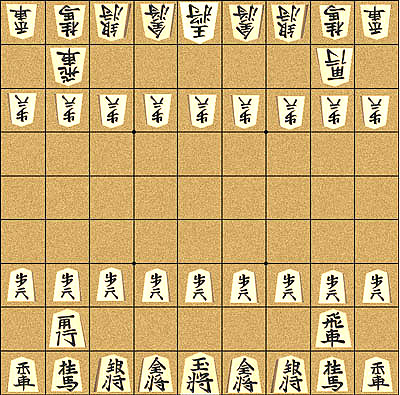 香車 桂馬 銀将 金将 王将 金将 銀将 桂馬 香車
飛車 角行
歩兵 歩兵 歩兵 歩兵 歩兵 歩兵 歩兵 歩兵 歩兵
歩兵 歩兵 歩兵 歩兵 歩兵 歩兵 歩兵 歩兵 歩兵
角行 飛車
香車 桂馬 銀将 金将 玉将 金将 銀将 桂馬 香車